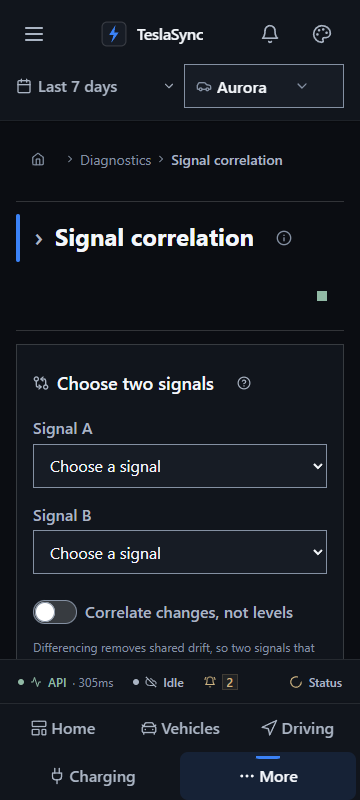 TeslaSync
Last 7 days
Aurora
Diagnostics
Signal correlation
Signal correlation
Choose two signals
Signal A
Choose a signal
Signal B
Choose a signal
Correlate changes, not levels
Differencing removes shared drift, so two signals that
API · 305ms
Idle
2
Status
Home
Vehicles
Driving
Charging
More